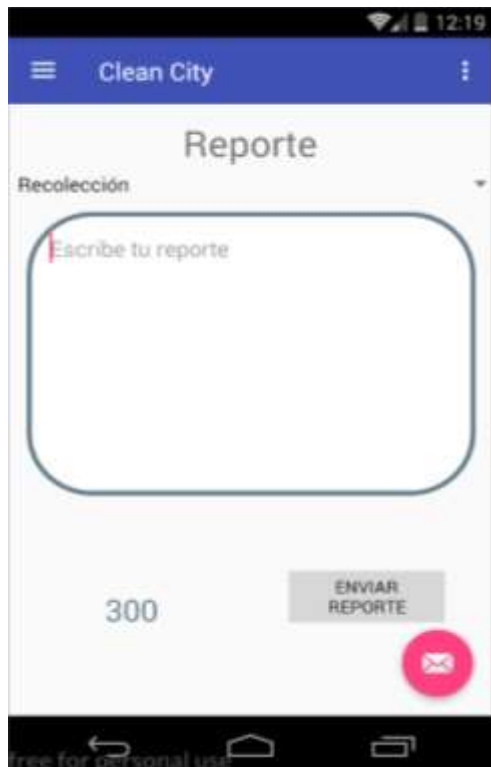 12:19
Clean City
Reporte
Recolección
Escribe tu reporte
300
ENVIAR
REPORTE
free for personal use